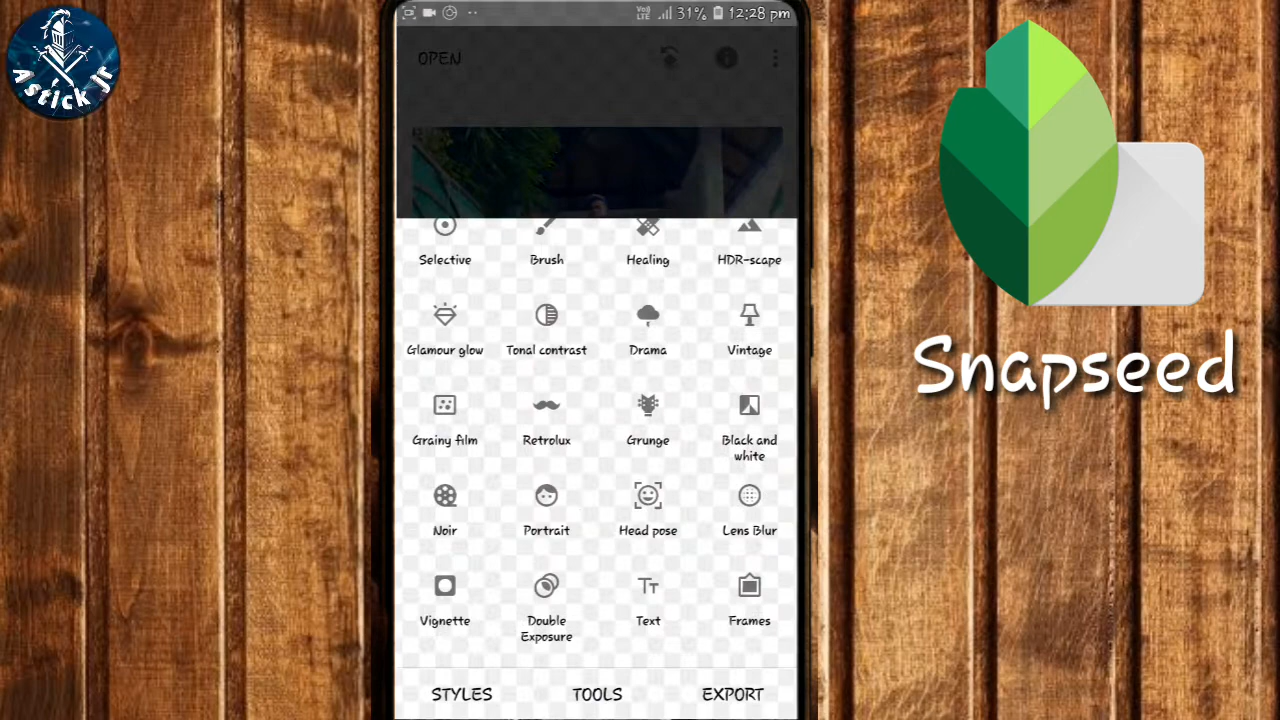 Astick Jr
VoLTE 31% 12:28 pm
OPEN
Selective Brush Healing HDR-scape
Glamour glow Tonal contrast Drama Vintage
Grainy film Retrolux Grunge Black and
white
Noir Portrait Head pose Lens Blur
Vignette Double
Exposure Text Frames
STYLES TOOLS EXPORT
Snapseed